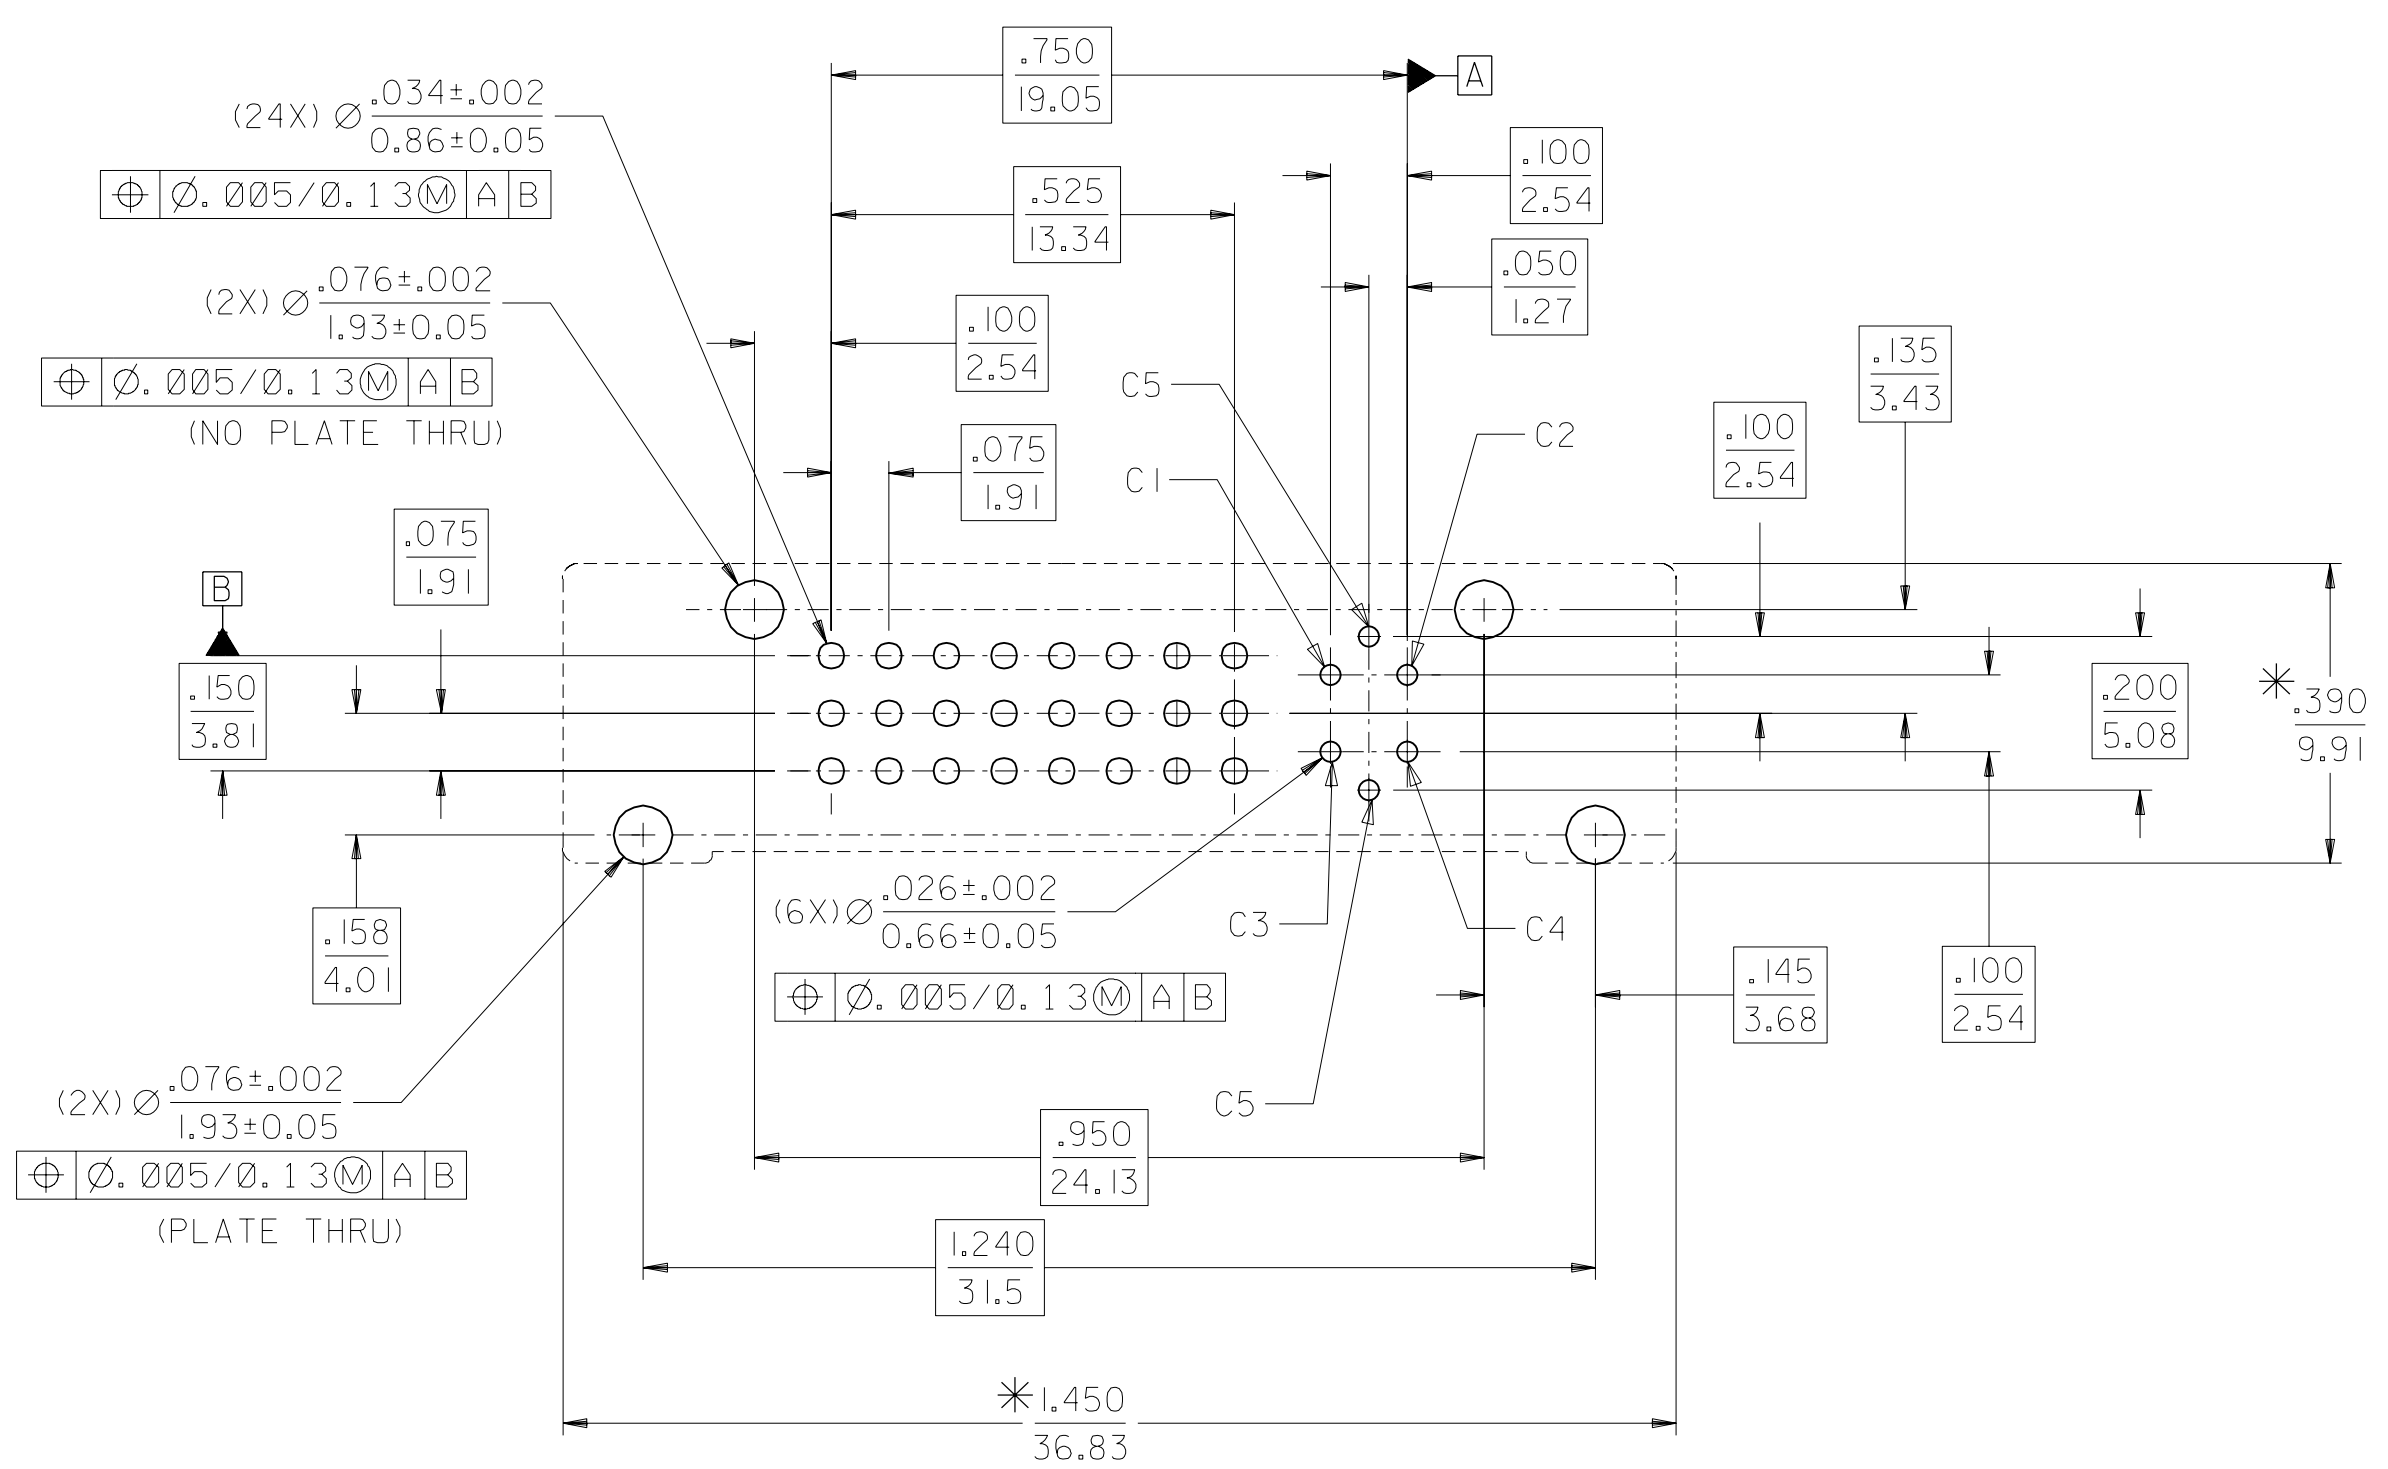 .750
19.05
A
(24X) Ø .034±.002
0.86±0.05
⌖ Ø.005/0.13Ⓜ A B
.100
2.54
.525
13.34
.050
1.27
(2X) Ø .076±.002
1.93±0.05
⌖ Ø.005/0.13Ⓜ A B
(NO PLATE THRU)
.100
2.54
.135
3.43
C5
C2
.100
2.54
.075
1.91
C1
.075
1.91
B
.150
3.81
.200
5.08
* .390
9.91
.158
4.01
(6X) Ø .026±.002
0.66±0.05
⌖ Ø.005/0.13Ⓜ A B
C3
C4
.145
3.68
.100
2.54
(2X) Ø .076±.002
1.93±0.05
⌖ Ø.005/0.13Ⓜ A B
(PLATE THRU)
C5
.950
24.13
1.240
31.5
* 1.450
36.83